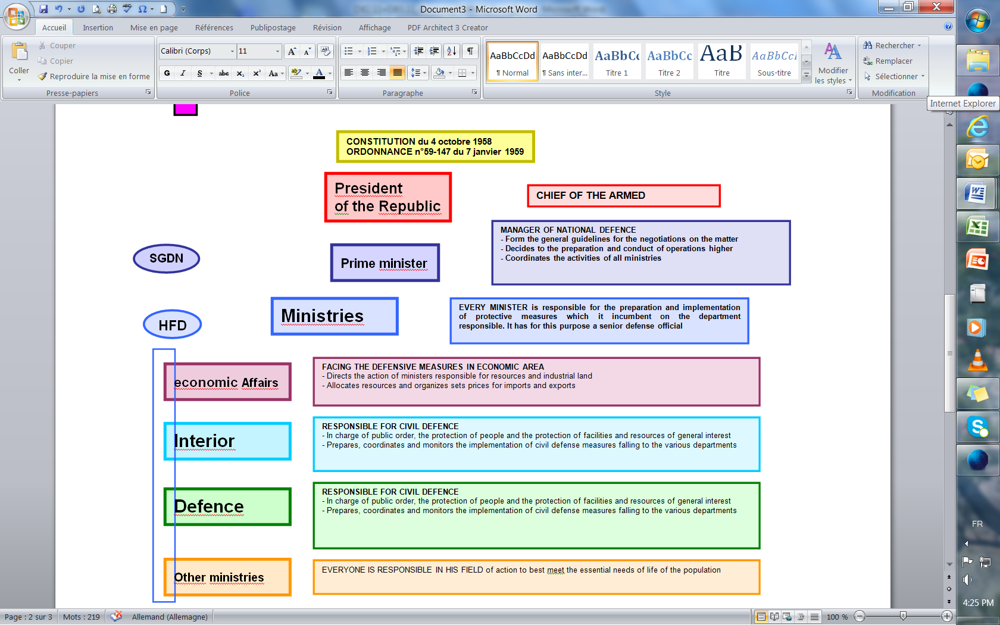 Document3 - Microsoft Word
Accueil Insertion Mise en page Références Publipostage Révision Affichage PDF Architect 3 Creator
Coller
Couper
Copier
Reproduire la mise en forme
Presse-papiers
Calibri (Corps) 11
G I S abc x₂ x² Aa
Police
Paragraphe
AaBbCcDd AaBbCcDd AaBbCc AaBbCc AaB AaBbCcI
¶ Normal ¶ Sans inter... Titre 1 Titre 2 Titre Sous-titre
Style
Modifier
les styles
Rechercher
Remplacer
Sélectionner
Modification
Internet Explorer
CONSTITUTION du 4 octobre 1958
ORDONNANCE n°59-147 du 7 janvier 1959
President
of the Republic
CHIEF OF THE ARMED
SGDN
Prime minister
MANAGER OF NATIONAL DEFENCE
- Form the general guidelines for the negotiations on the matter
- Decides to the preparation and conduct of operations higher
- Coordinates the activities of all ministries
HFD
Ministries
EVERY MINISTER is responsible for the preparation and implementation
of protective measures which it incumbent on the department
responsible. It has for this purpose a senior defense official
economic Affairs
FACING THE DEFENSIVE MEASURES IN ECONOMIC AREA
- Directs the action of ministers responsible for resources and industrial land
- Allocates resources and organizes sets prices for imports and exports
Interior
RESPONSIBLE FOR CIVIL DEFENCE
- In charge of public order, the protection of people and the protection of facilities and resources of general interest
- Prepares, coordinates and monitors the implementation of civil defense measures falling to the various departments
Defence
RESPONSIBLE FOR CIVIL DEFENCE
- In charge of public order, the protection of people and the protection of facilities and resources of general interest
- Prepares, coordinates and monitors the implementation of civil defense measures falling to the various departments
Other ministries
EVERYONE IS RESPONSIBLE IN HIS FIELD of action to best meet the essential needs of life of the population
FR
4:25 PM
Page : 2 sur 3 Mots : 219 Allemand (Allemagne) 100 %